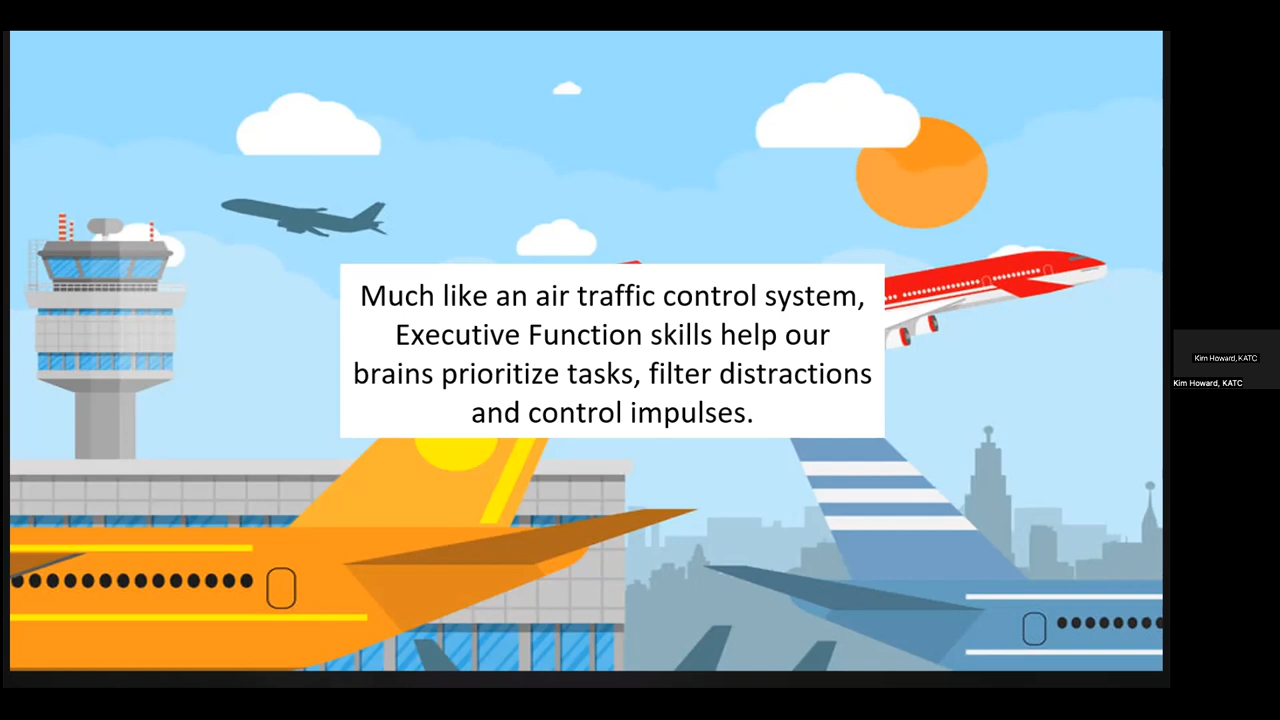 Much like an air traffic control system,
Executive Function skills help our
brains prioritize tasks, filter distractions
and control impulses.
Kim Howard, KATC
Kim Howard, KATC